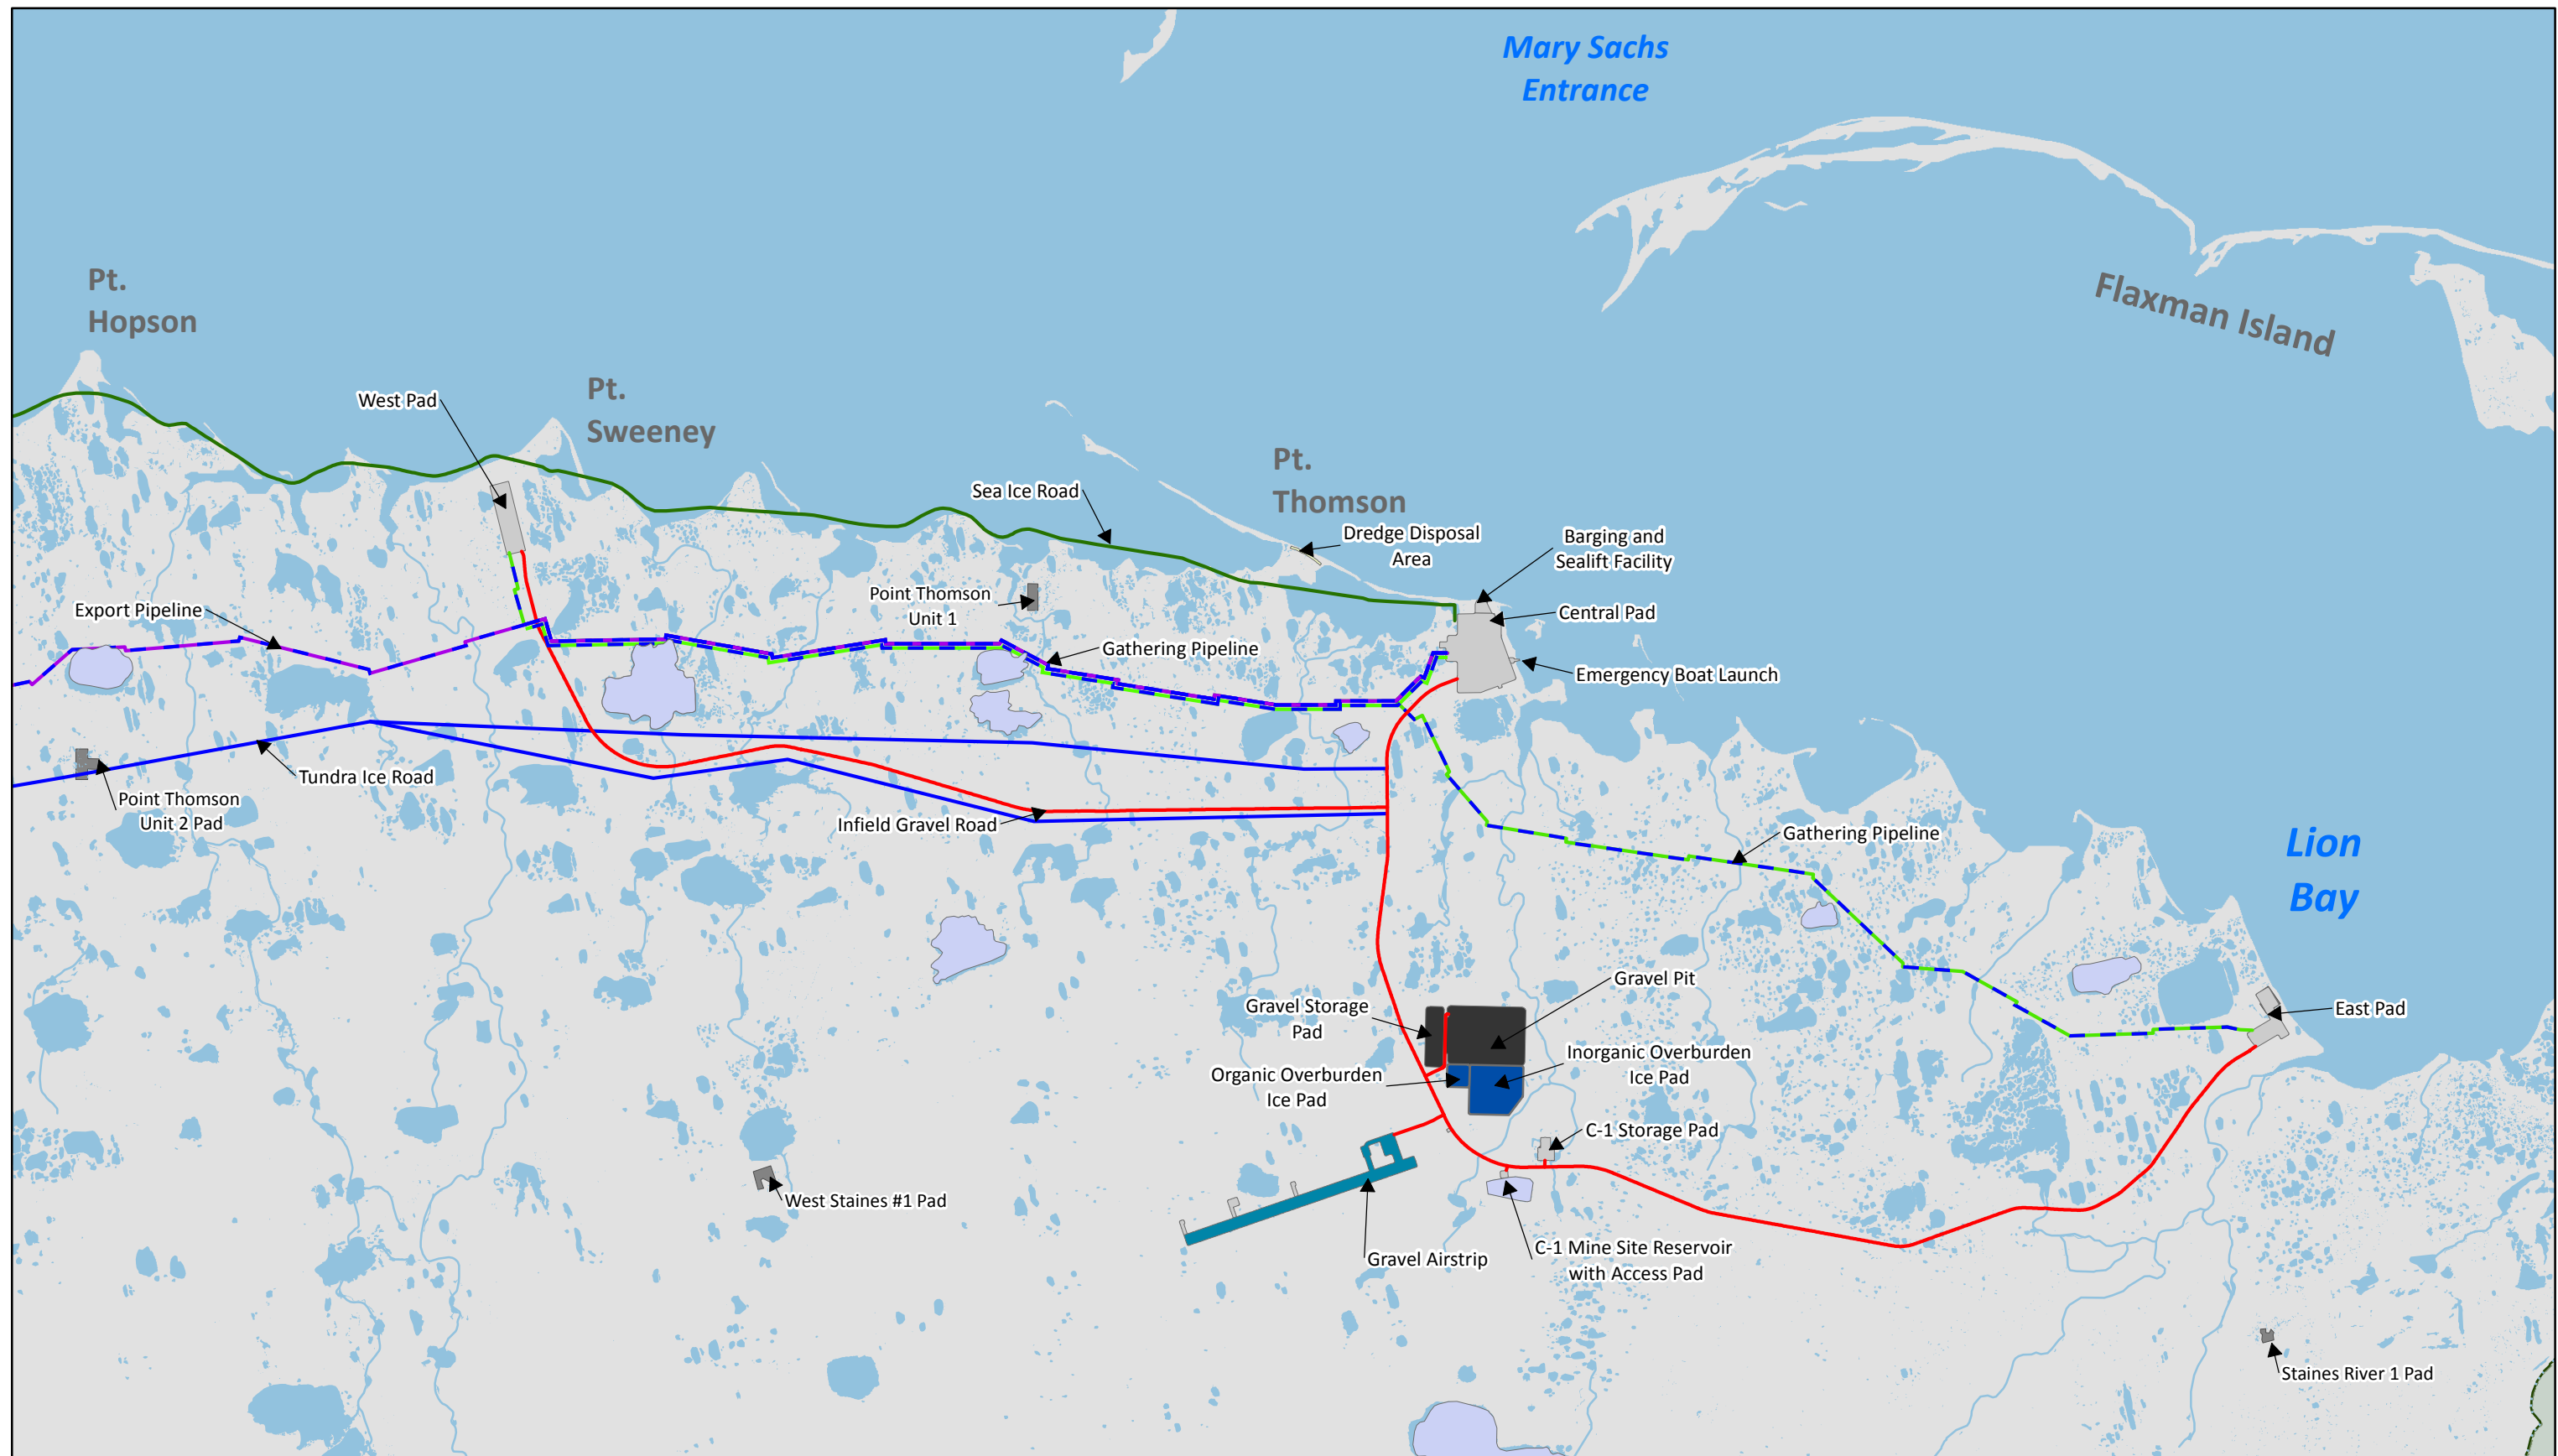 Mary Sachs
Entrance
Pt.
Hopson
Flaxman Island
Pt.
Sweeney
West Pad
Pt.
Thomson
Sea Ice Road
Dredge Disposal
Area
Barging and
Sealift Facility
Export Pipeline
Point Thomson
Unit 1
Central Pad
Gathering Pipeline
Emergency Boat Launch
Tundra Ice Road
Point Thomson
Unit 2 Pad
Infield Gravel Road
Gathering Pipeline
Lion
Bay
Gravel Pit
Gravel Storage
Pad
East Pad
Inorganic Overburden
Ice Pad
Organic Overburden
Ice Pad
C-1 Storage Pad
West Staines #1 Pad
Gravel Airstrip
C-1 Mine Site Reservoir
with Access Pad
Staines River 1 Pad